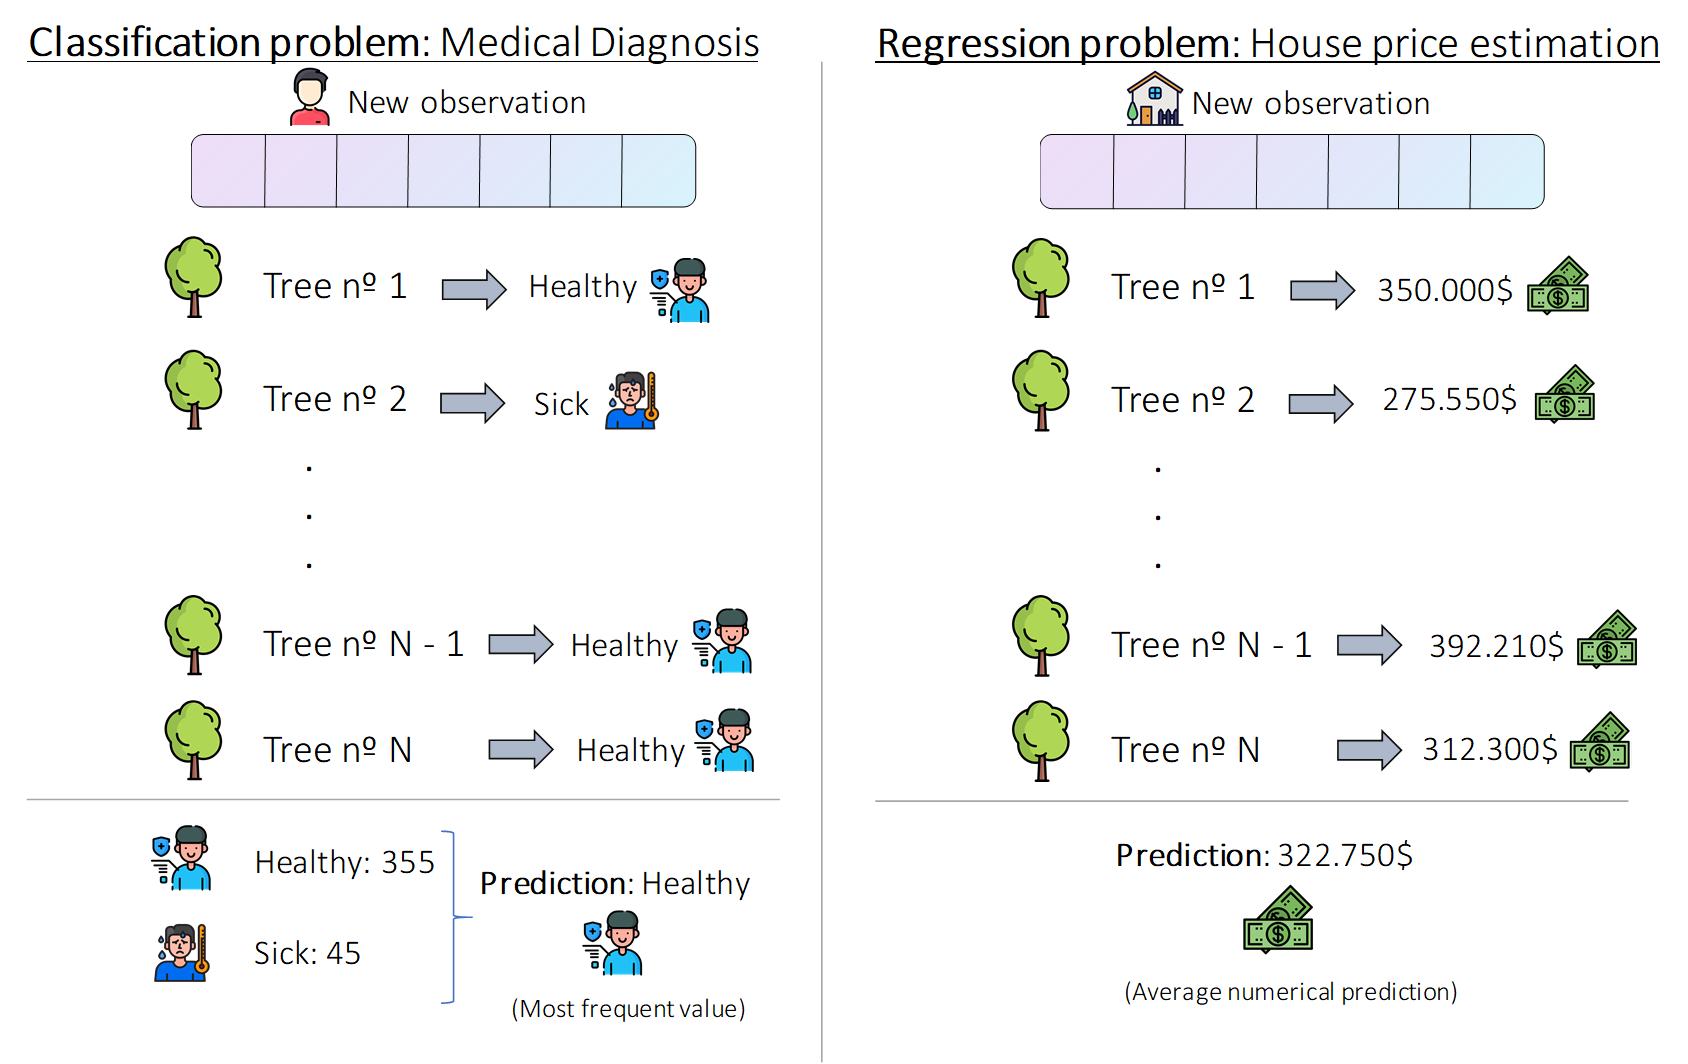 Classification problem: Medical Diagnosis
New observation
Tree nº 1
Healthy
Tree nº 2
Sick
.
.
.
Tree nº N - 1
Healthy
Tree nº N
Healthy
Healthy: 355
Sick: 45
Prediction: Healthy
(Most frequent value)
Regression problem: House price estimation
New observation
Tree nº 1
350.000$
Tree nº 2
275.550$
.
.
.
Tree nº N - 1
392.210$
Tree nº N
312.300$
Prediction: 322.750$
(Average numerical prediction)